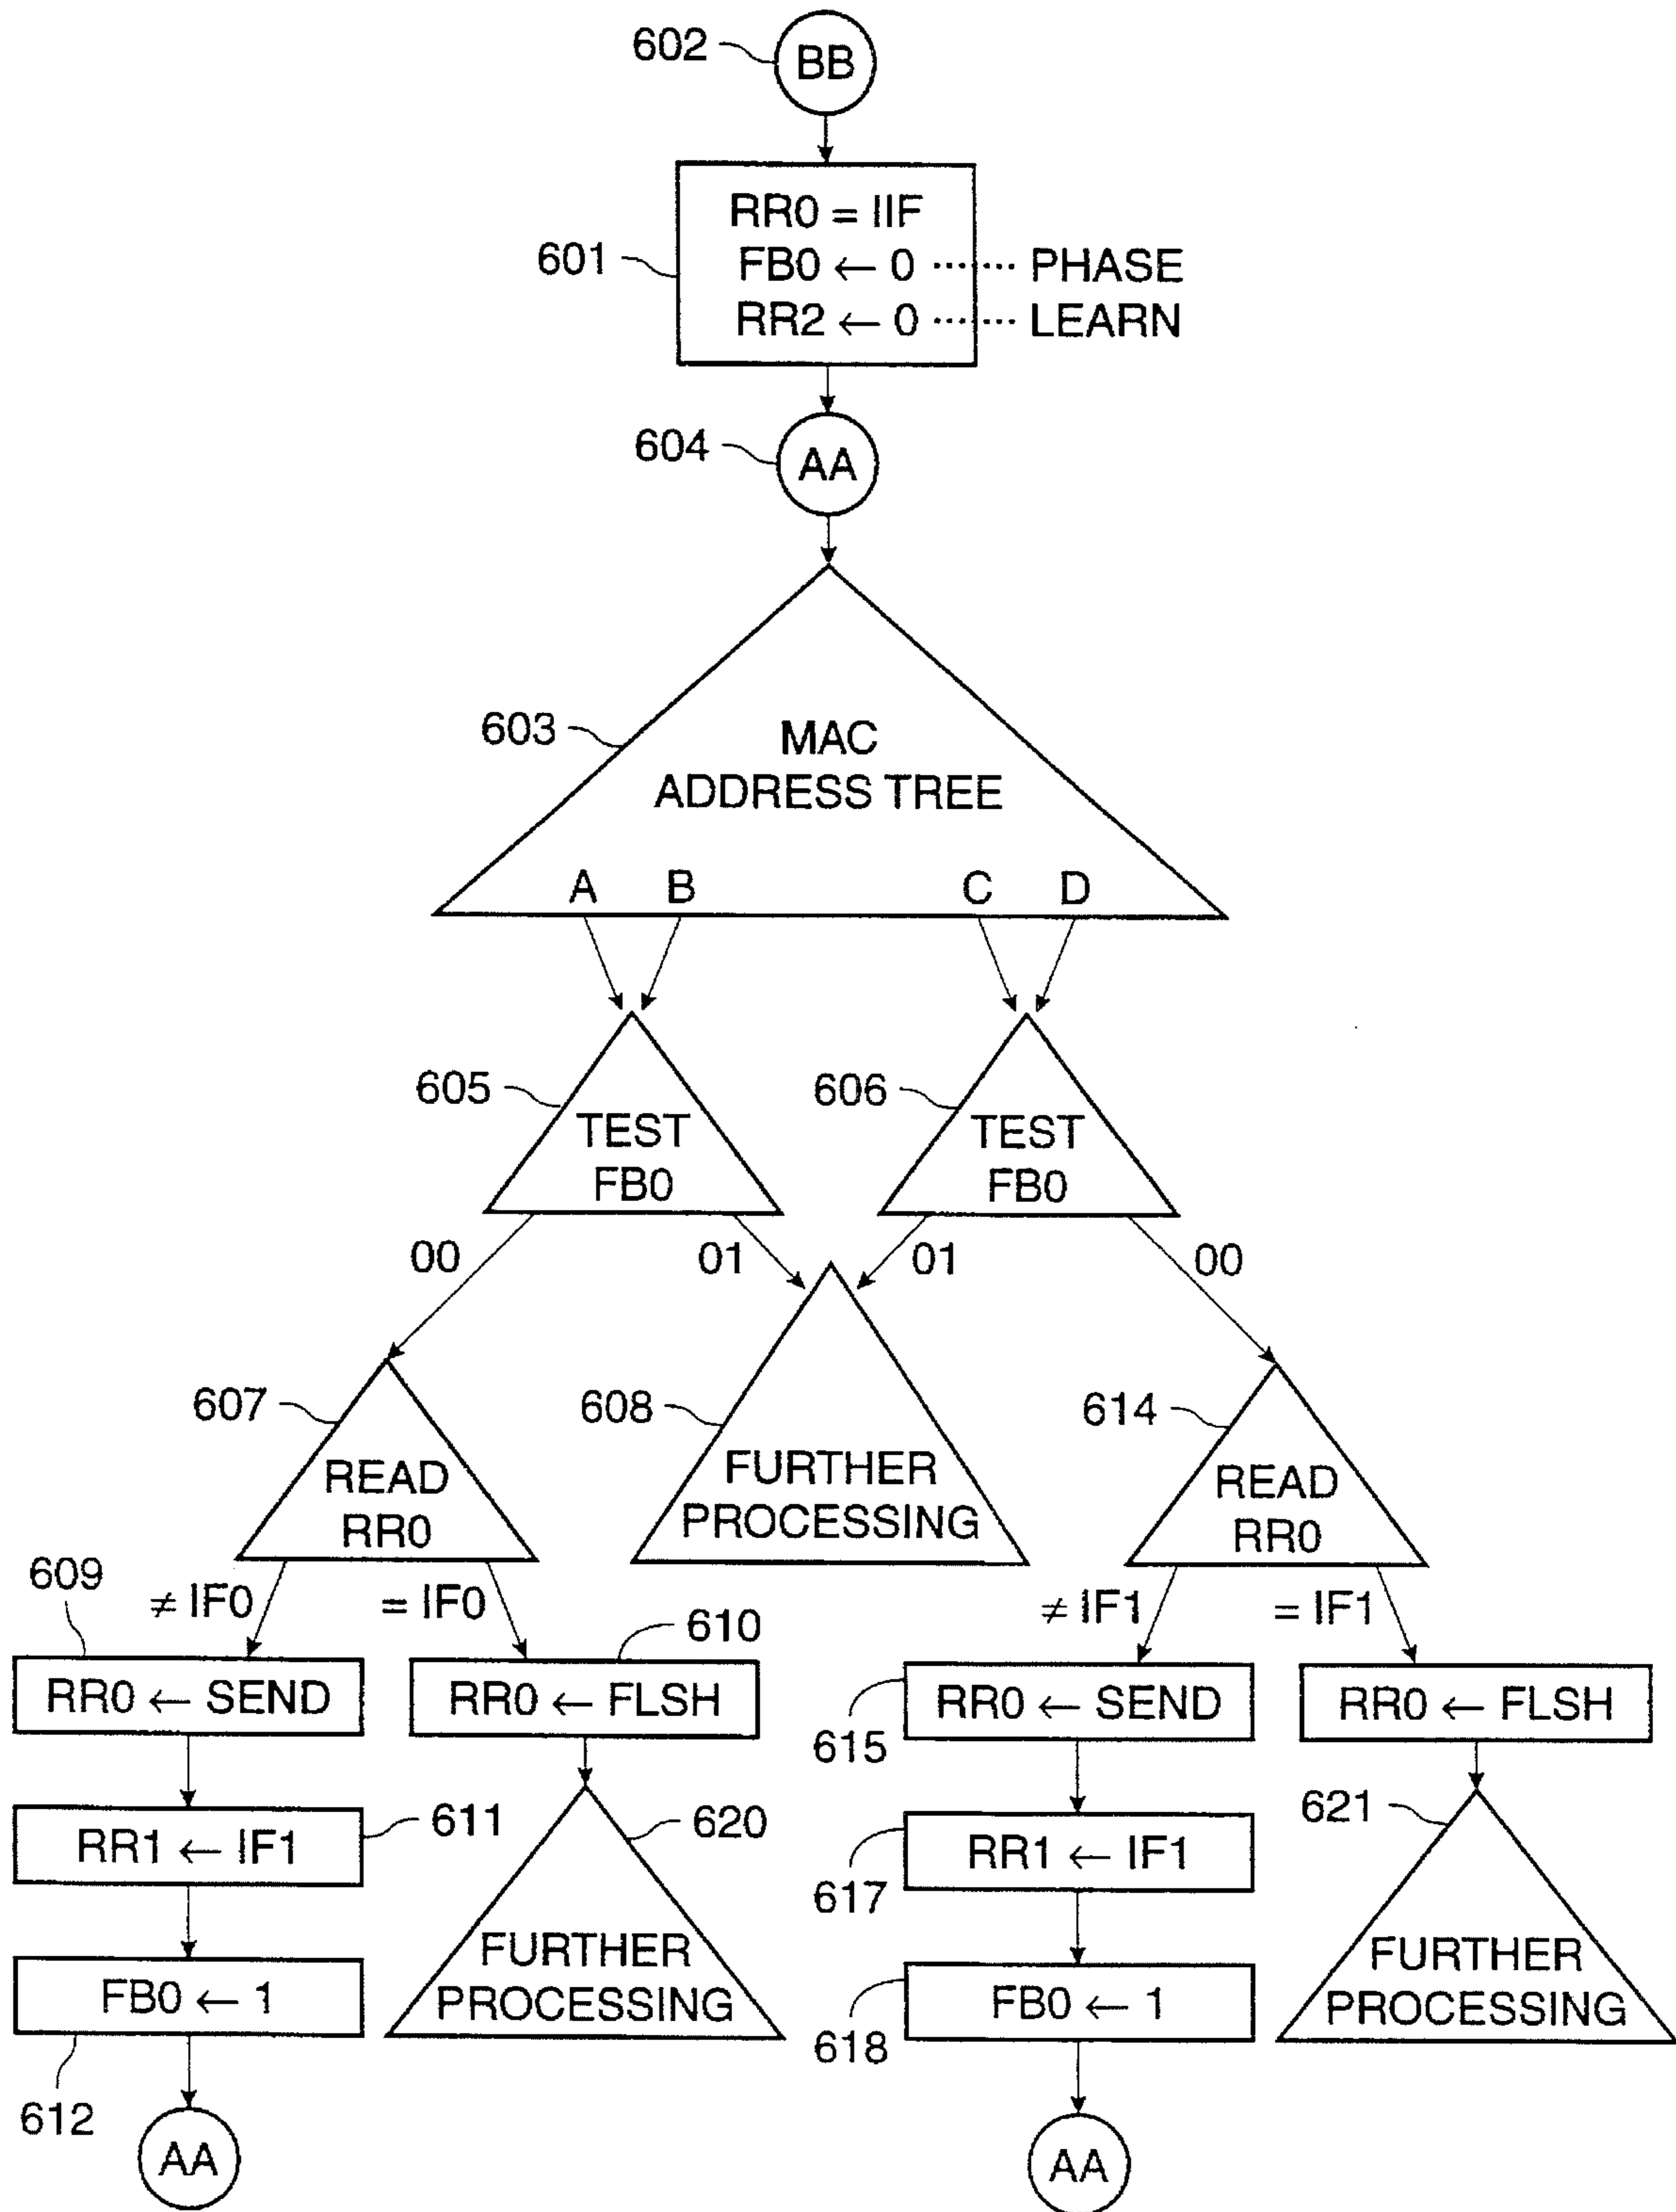 602
BB
RR0 = IIF
601
FB0 ← 0 ······· PHASE
RR2 ← 0 ······· LEARN
604
AA
603
MAC
ADDRESS TREE
A B C D
605
TEST
FB0
606
TEST
FB0
00 01 01 00
607
READ
RR0
608
FURTHER
PROCESSING
614
READ
RR0
609
≠ IF0 = IF0
610
≠ IF1 = IF1
RR0 ← SEND
RR0 ← FLSH
RR0 ← SEND
615
RR0 ← FLSH
RR1 ← IF1
611
620
RR1 ← IF1
617
621
FB0 ← 1
612
FURTHER
PROCESSING
FB0 ← 1
618
FURTHER
PROCESSING
AA
AA